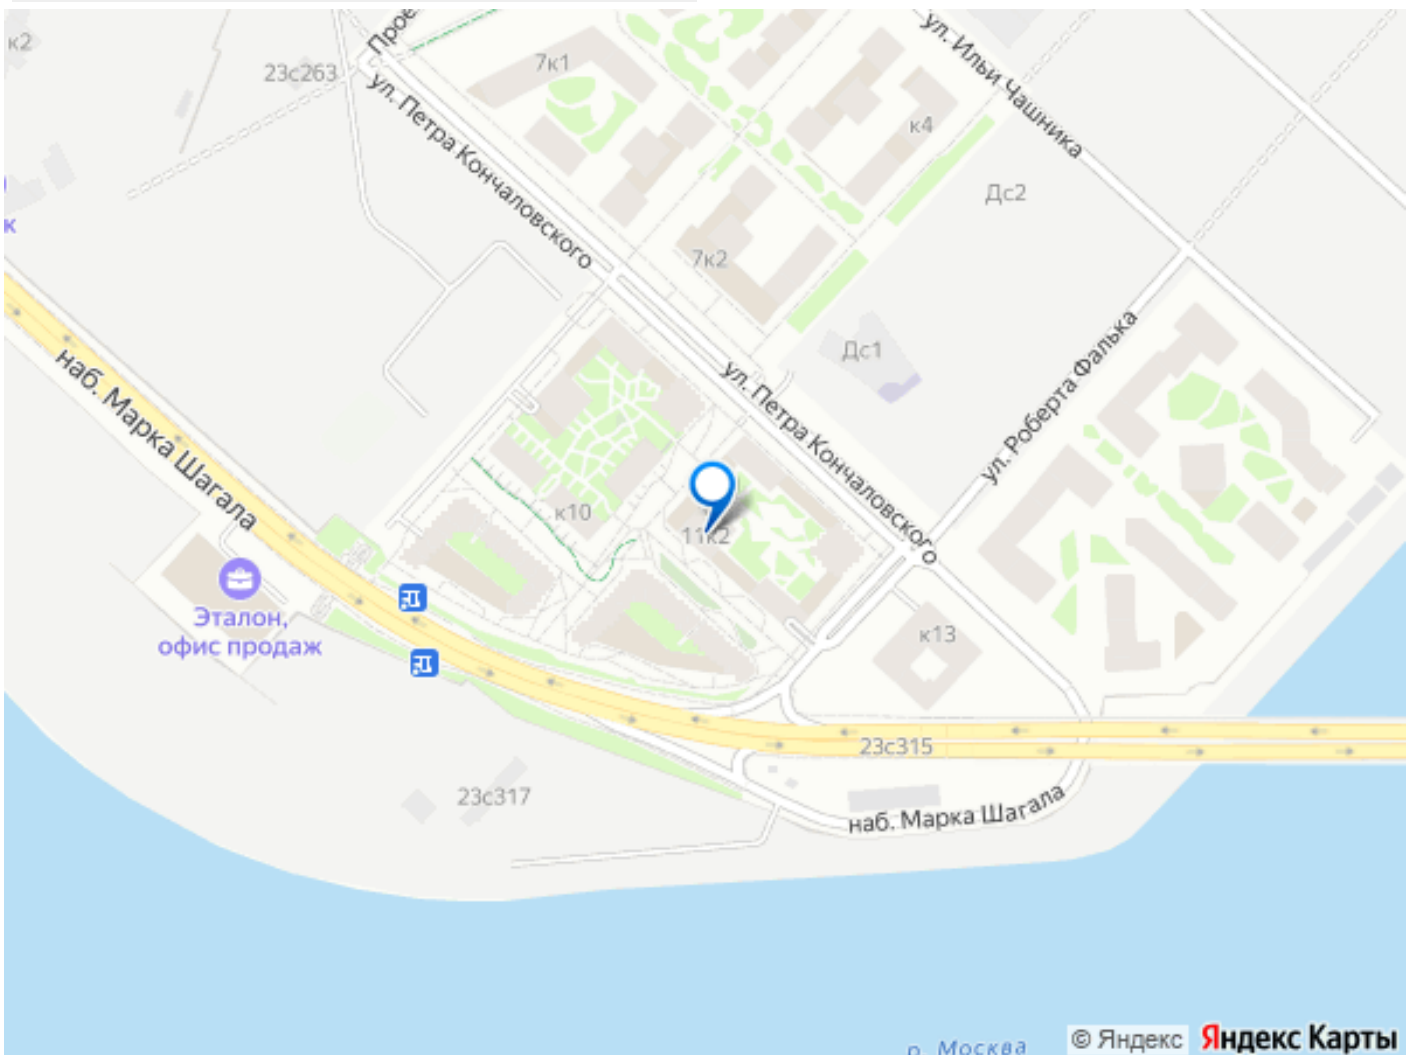 к2
Прое
ул. Ильи Чашника
7к1
23с263
ул. Петра Кончаловского
к4
Дс2
к
7к2
ул. Роберта Фалька
Дс1
ул. Петра Кончаловского
наб. Марка Шагала
к10
11к2
Эталон,
офис продаж
к13
23с315
23с317
наб. Марка Шагала
р. Москва
© Яндекс Яндекс Карты